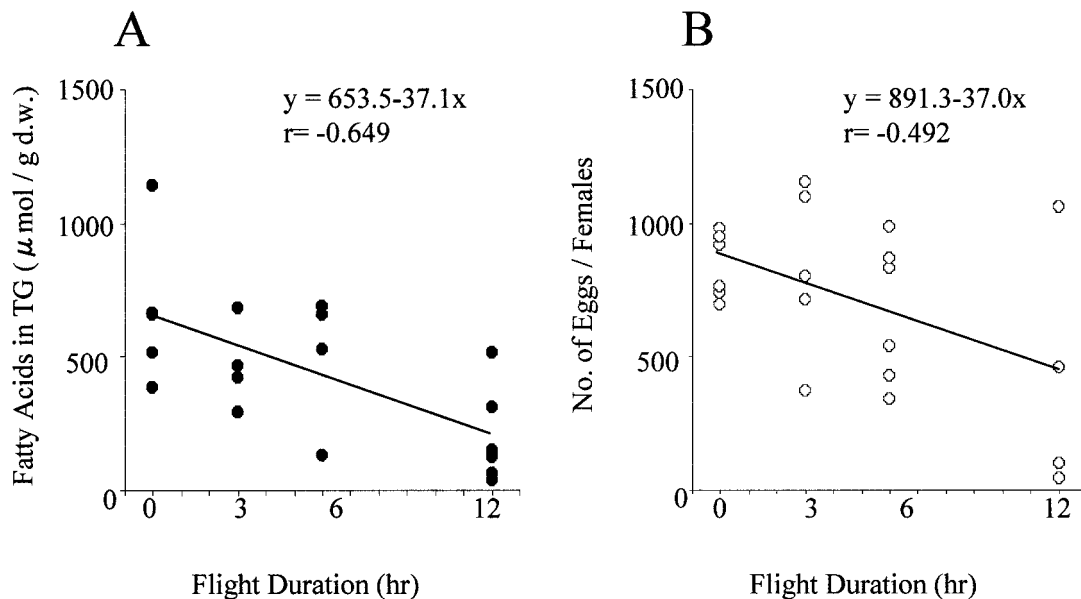 A
y = 653.5-37.1x
r= -0.649
Fatty Acids in TG ( μ mol / g d.w.)
1500
1000
500
0
0 3 6 12
Flight Duration (hr)
B
y = 891.3-37.0x
r= -0.492
No. of Eggs / Females
1500
1000
500
0
0 3 6 12
Flight Duration (hr)